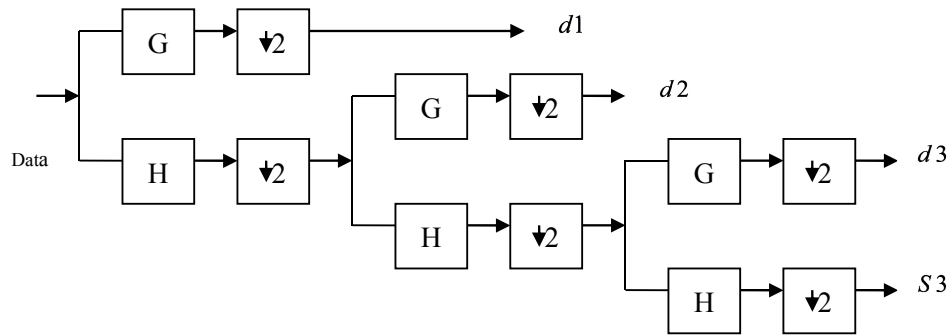 G ↓2 d1
G ↓2 d2
Data H ↓2 G ↓2 d3
H ↓2
H ↓2 S3